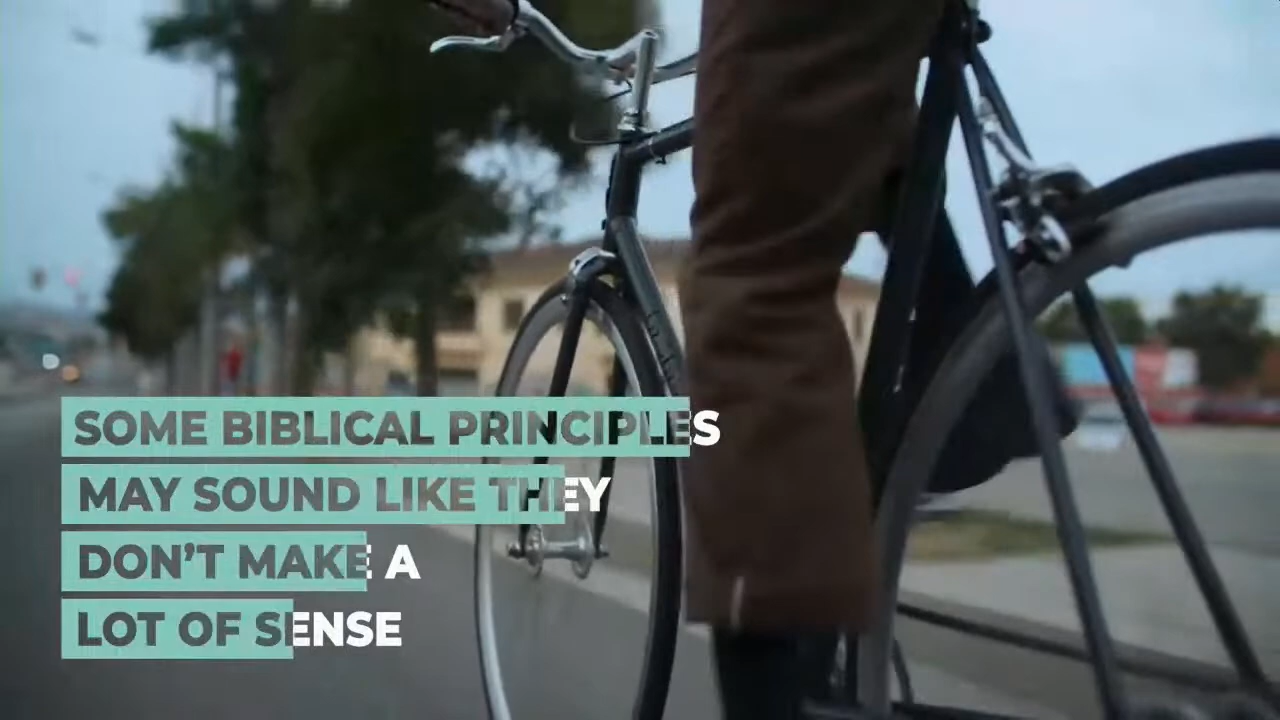 SOME BIBLICAL PRINCIPLES
MAY SOUND LIKE THEY
DON’T MAKE A
LOT OF SENSE